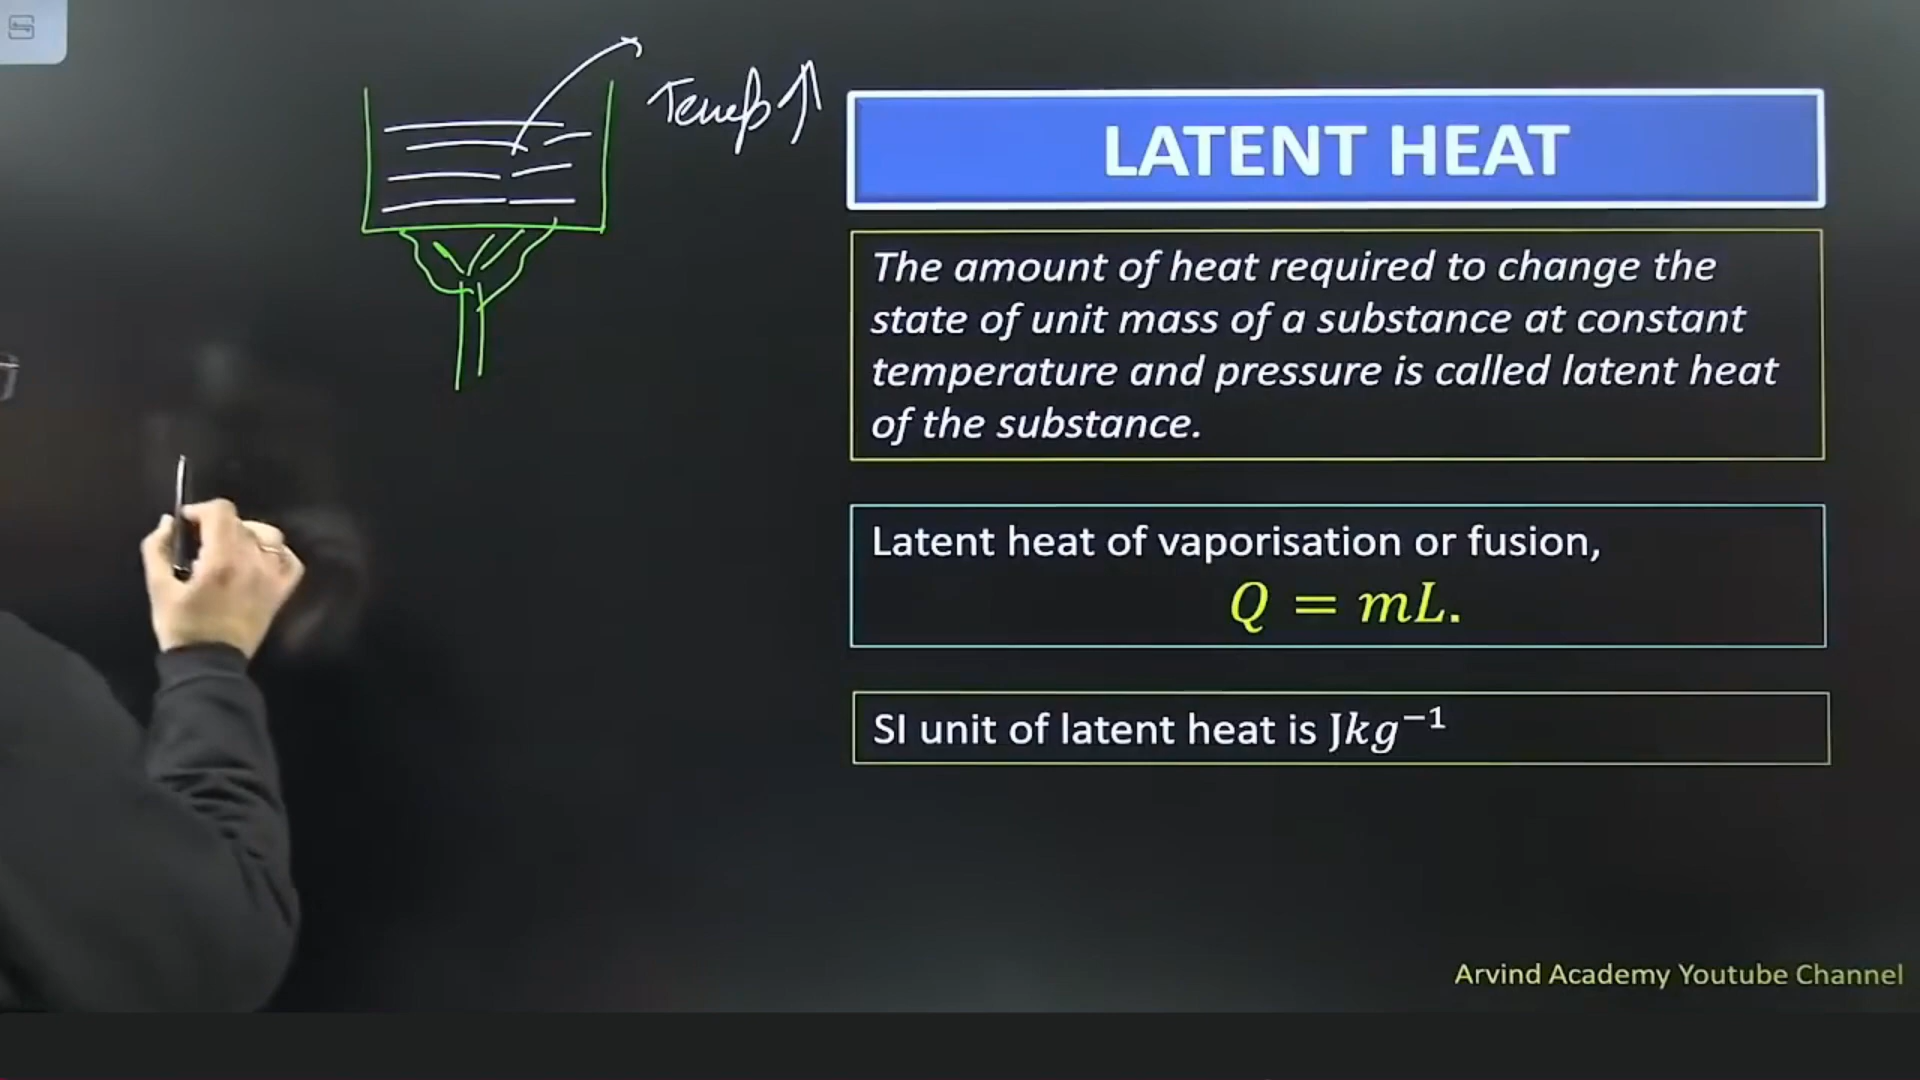 Temp ↑
LATENT HEAT
The amount of heat required to change the
state of unit mass of a substance at constant
temperature and pressure is called latent heat
of the substance.
Latent heat of vaporisation or fusion,
Q = mL.
SI unit of latent heat is Jkg⁻¹
Arvind Academy Youtube Channel